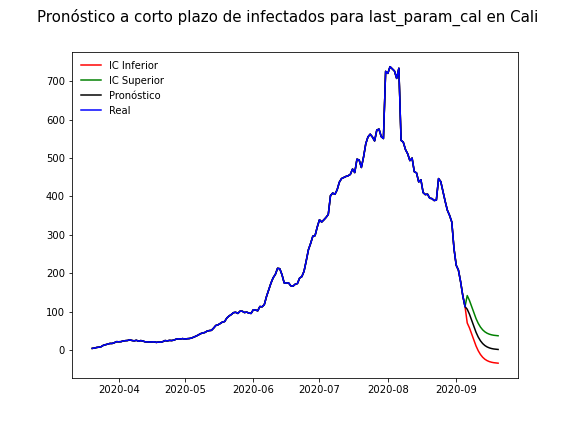 Pronóstico a corto plazo de infectados para last_param_cal en Cali
IC Inferior
IC Superior
Pronóstico
Real
700
600
500
400
300
200
100
0
2020-04 2020-05 2020-06 2020-07 2020-08 2020-09